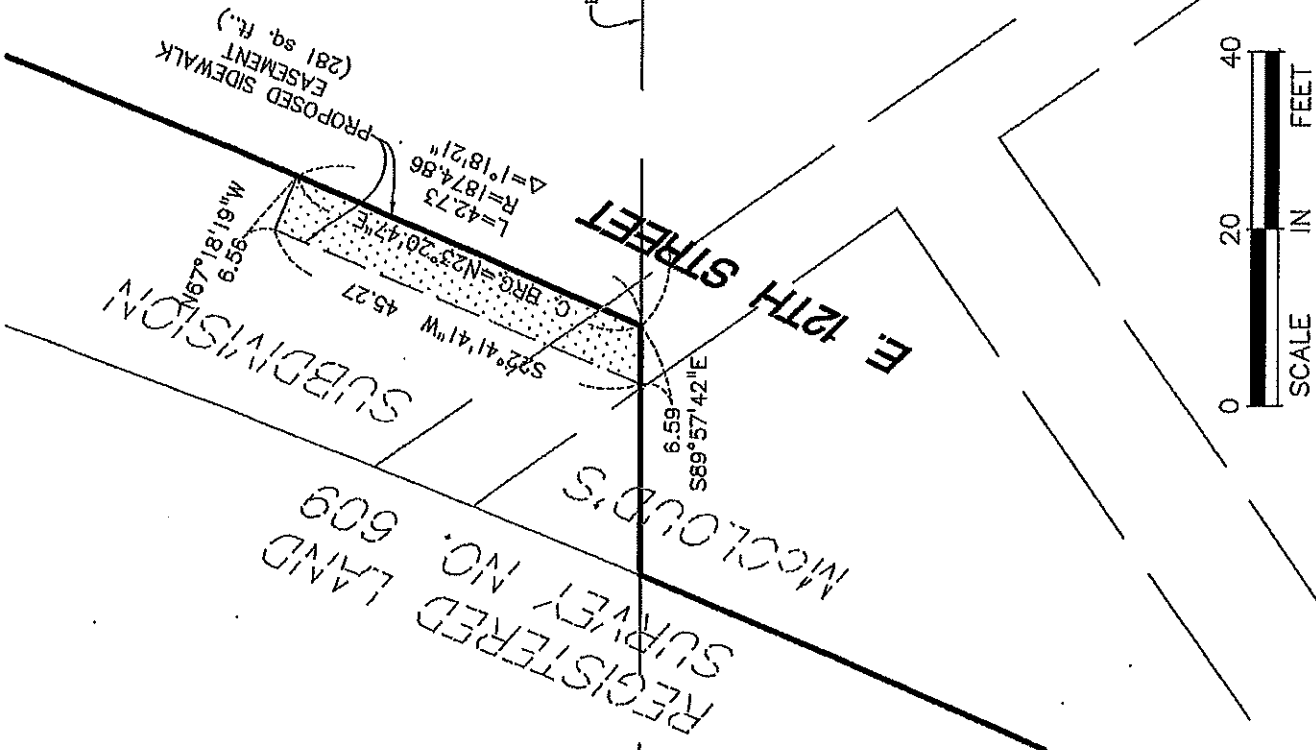 PROPOSED SIDEWALK
EASEMENT
(281 sq. ft.)
L=42.73
R=1874.86
Δ=1°18'21"
C. BRG.=N23°20'47"E
N67°18'19"W
6.56
S22°41'41"W 45.27
6.59
S89°57'42"E
E. 12TH STREET
McCLOUD'S SUBDIVISION
REGISTERED LAND
SURVEY NO. 609
0 20 40
SCALE IN FEET